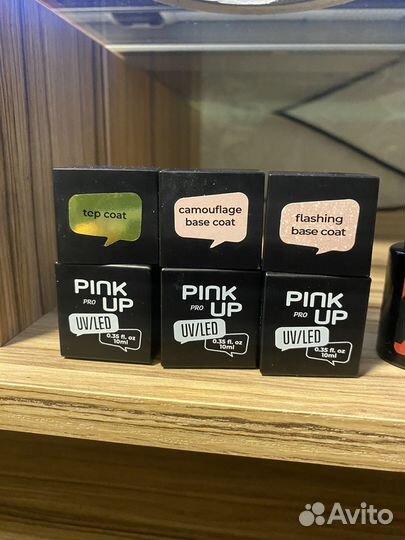 tep coat
camouflage
base coat
flashing
base coat
PINK
PRO UP
UV/LED
0.35 fl. oz
10ml
PINK
PRO UP
UV/LED
0.35 fl. oz
10ml
PINK
PRO UP
UV/LED
0.35 fl. oz
10ml
Avito